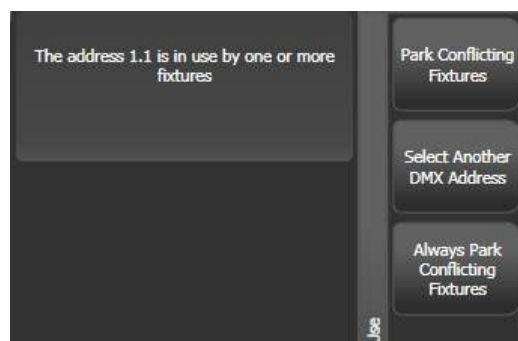 The address 1.1 is in use by one or more
fixtures
Park Conflicting
Fixtures
Select Another
DMX Address
Always Park
Conflicting
Fixtures
Use